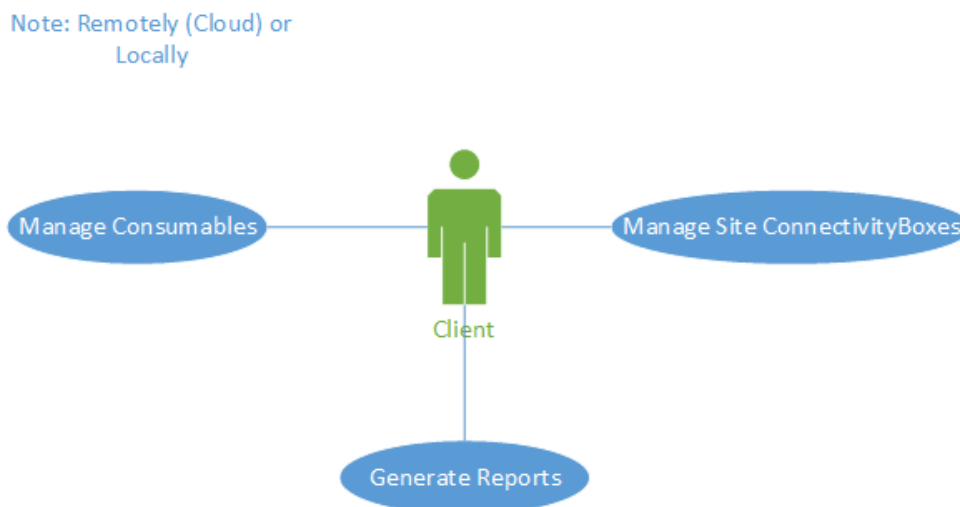 Note: Remotely (Cloud) or
Locally
Manage Consumables
Manage Site ConnectivityBoxes
Client
Generate Reports